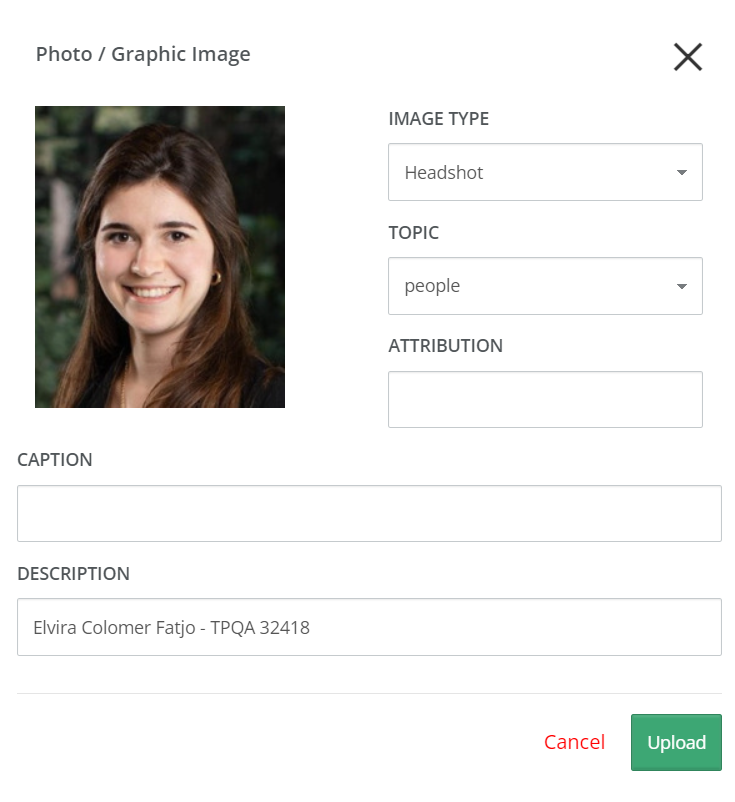 Photo / Graphic Image
IMAGE TYPE
Headshot
TOPIC
people
ATTRIBUTION
CAPTION
DESCRIPTION
Elvira Colomer Fatjo - TPQA 32418
Cancel
Upload